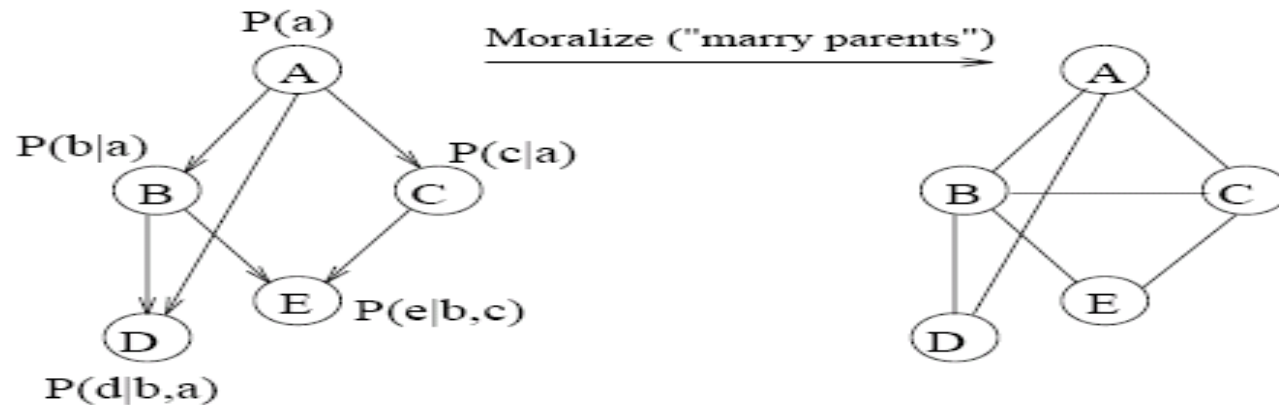 P(a)
Moralize ("marry parents")
A
A
P(b|a)
P(c|a)
B
C
B
C
E
P(e|b,c)
E
D
D
P(d|b,a)